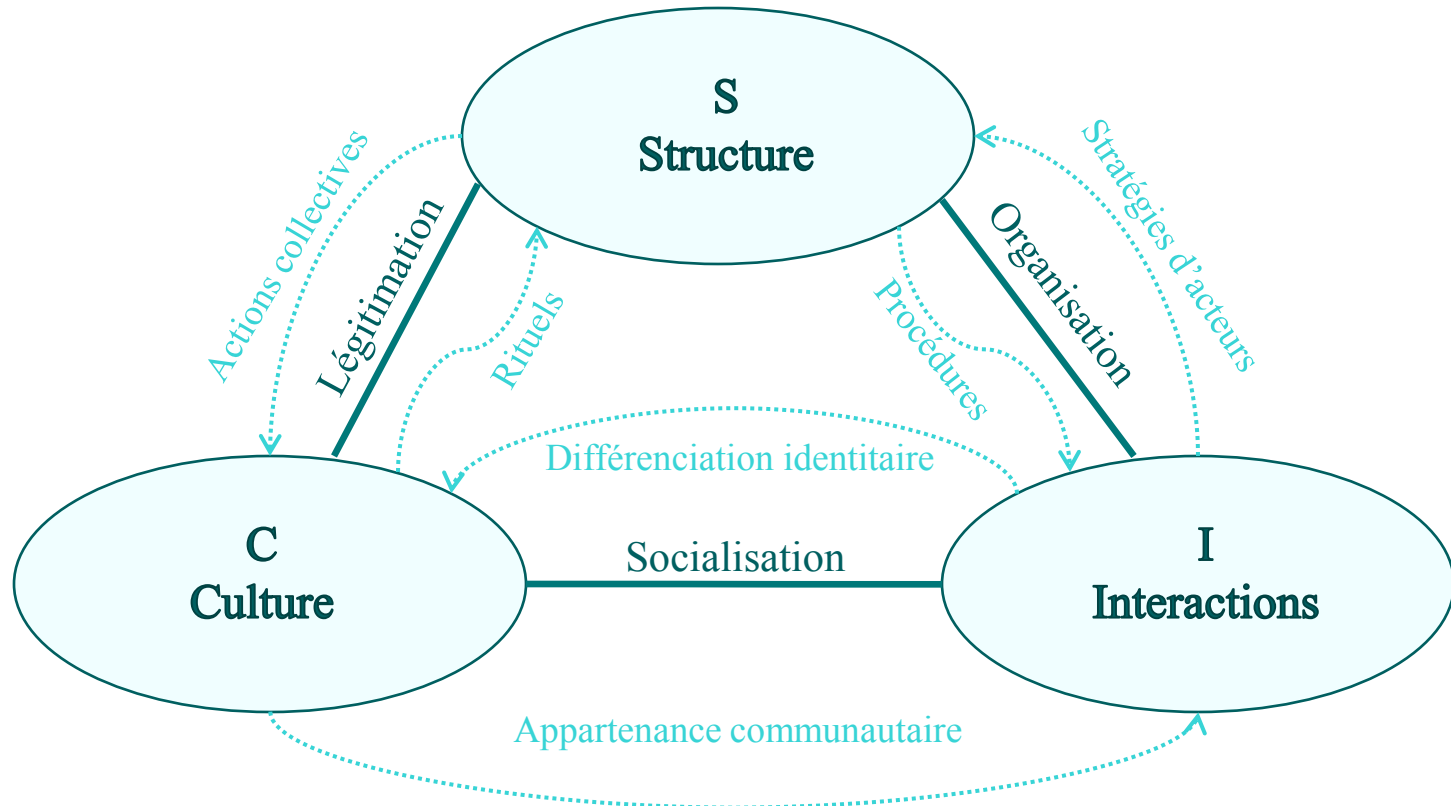 S
Structure
Actions collectives
Légitimation
Rituels
Procédures
Organisation
Stratégies d’acteurs
Différenciation identitaire
C
Culture
Socialisation
I
Interactions
Appartenance communautaire